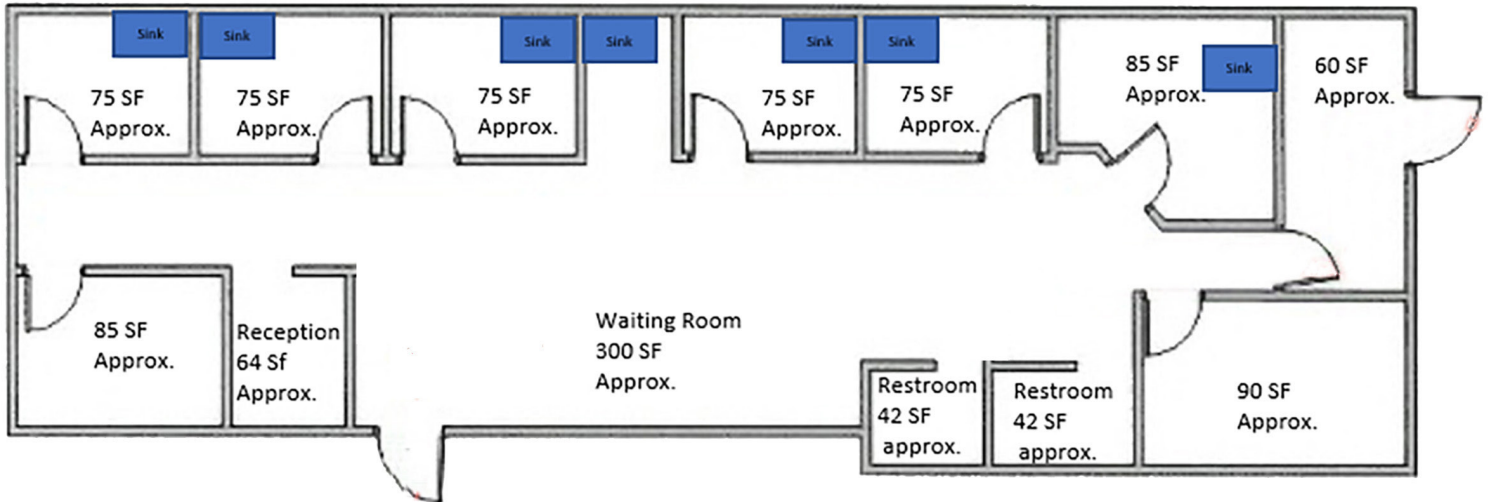 Sink
Sink
Sink
Sink
Sink
Sink
Sink
75 SF
Approx.
75 SF
Approx.
75 SF
Approx.
75 SF
Approx.
75 SF
Approx.
85 SF
Approx.
60 SF
Approx.
85 SF
Approx.
Reception
64 Sf
Approx.
Waiting Room
300 SF
Approx.
Restroom
42 SF
approx.
Restroom
42 SF
approx.
90 SF
Approx.